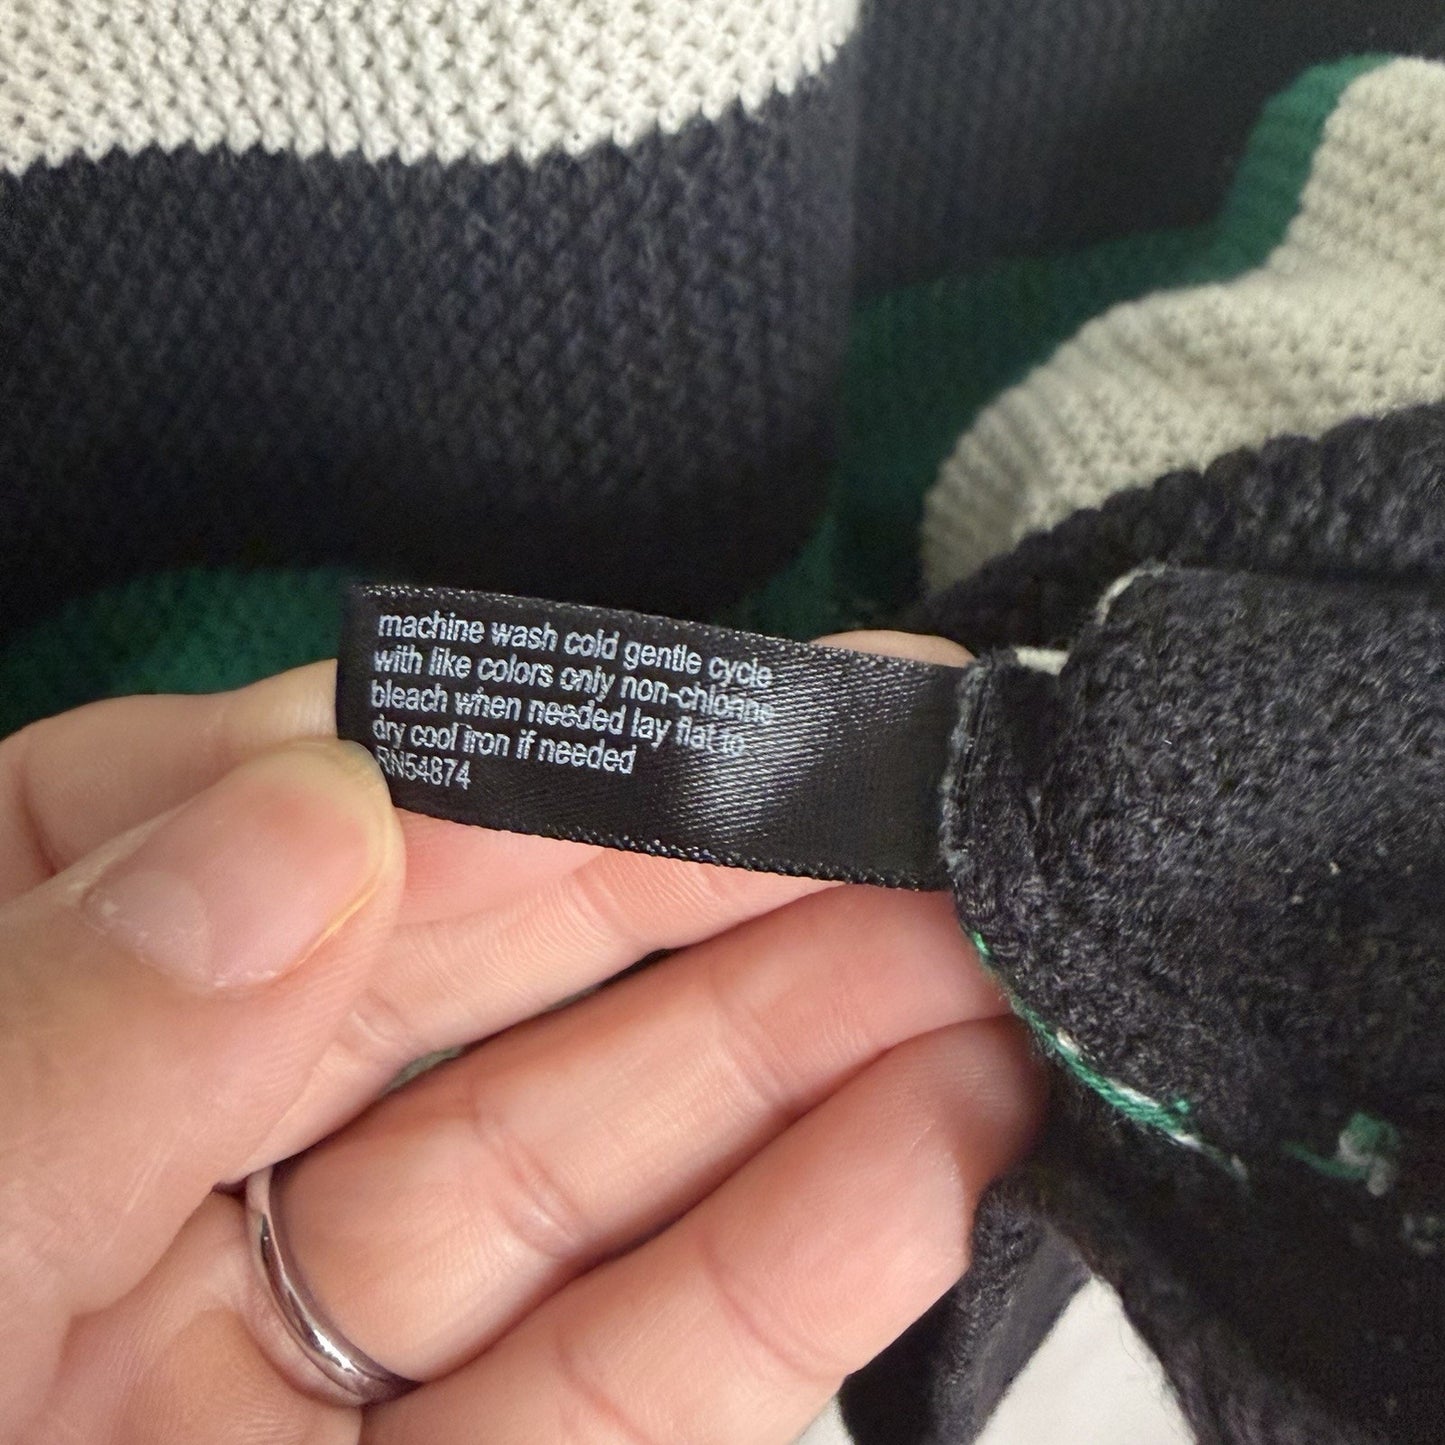 machine wash cold gentle cycle
with like colors only non-chlorine
bleach when needed lay flat to
dry cool iron if needed
RN54874